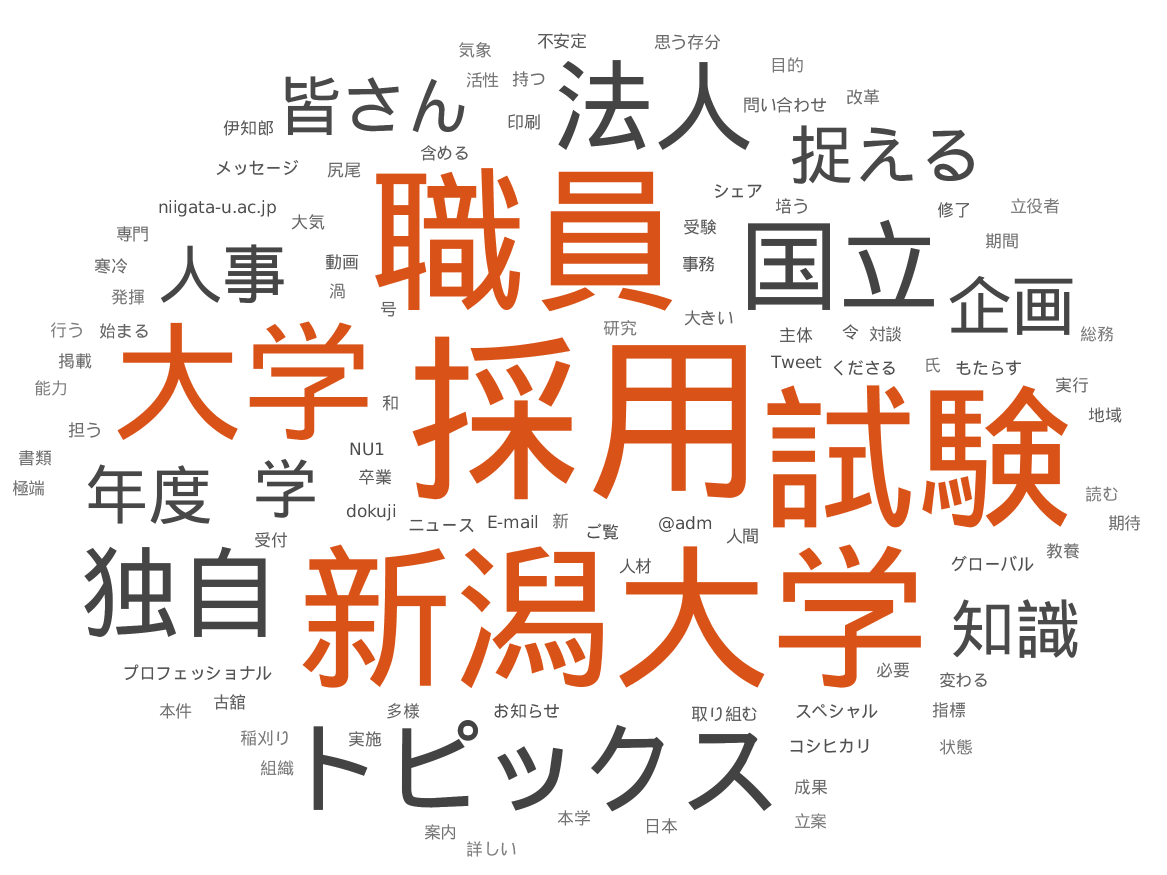 気象
不安定
思う存分
目的
活性
持つ
皆さん
法人
問い合わせ
改革
伊知郎
印刷
捉える
メッセージ
尻尾
含める
職員
シェア
niigata-u.ac.jp
大気
培う
修了
立役者
専門
受験
国立
期間
寒冷
人事
動画
事務
発揮
渦
号
企画
行う
始まる
研究
大きい
主体
令
対談
総務
掲載
大学
採用
Tweet
くださる
氏
もたらす
能力
和
試験
実行
地域
担う
書類
NU1
極端
年度
学
卒業
読む
dokuji
ニュース
E-mail
新
ご覧
@adm
人間
期待
受付
教養
独自
新潟大学
人材
グローバル
知識
プロフェッショナル
必要
変わる
本件
古舘
多様
お知らせ
取り組む
スペシャル
指標
稲刈り
実施
トピックス
コシヒカリ
状態
組織
成果
案内
本学
日本
立案
詳しい